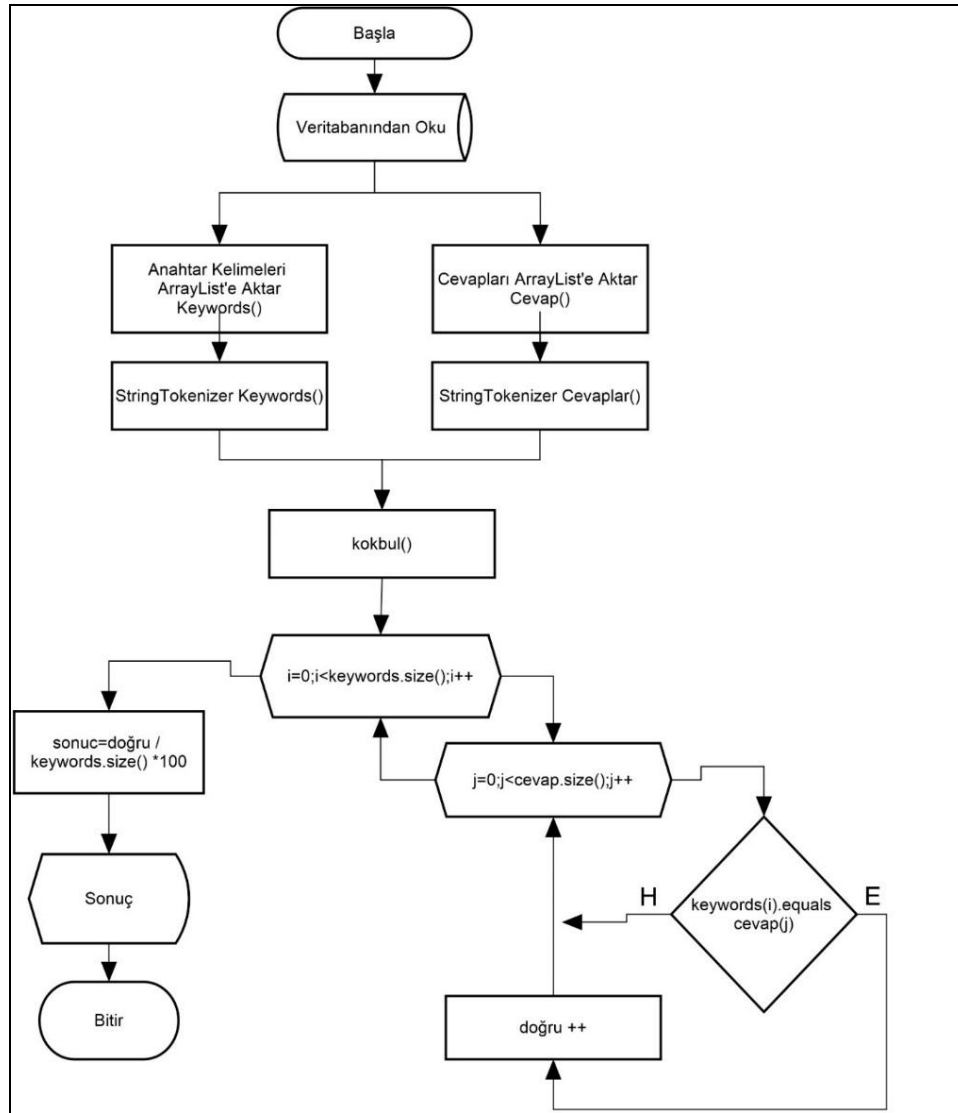 Başla
Veritabanından Oku
Anahtar Kelimeleri
ArrayList'e Aktar
Keywords()
Cevapları ArrayList'e Aktar
Cevap()
StringTokenizer Keywords()
StringTokenizer Cevaplar()
kokbul()
i=0;i<keywords.size();i++
sonuc=doğru /
keywords.size() *100
j=0;j<cevap.size();j++
Sonuç
H
keywords(i).equals
cevap(j)
E
Bitir
doğru ++